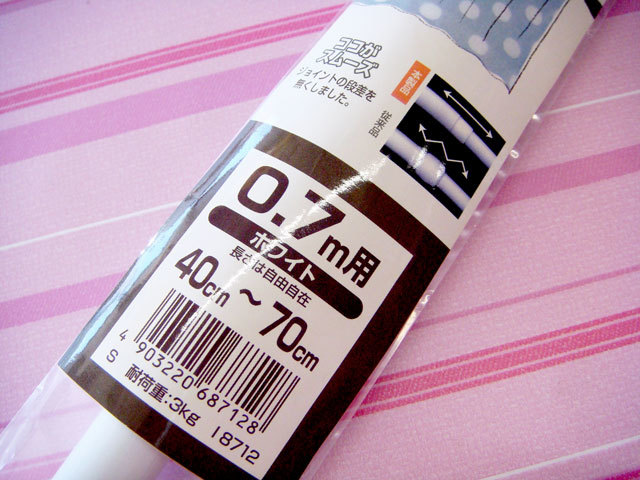 ココが
スムーズ
ジョイントの段差を
無くしました。
本製品
従来品
0.7m用
ホワイト
長さは自由自在
40cm～70cm
4 903220 687128
S 耐荷重:3kg 18712